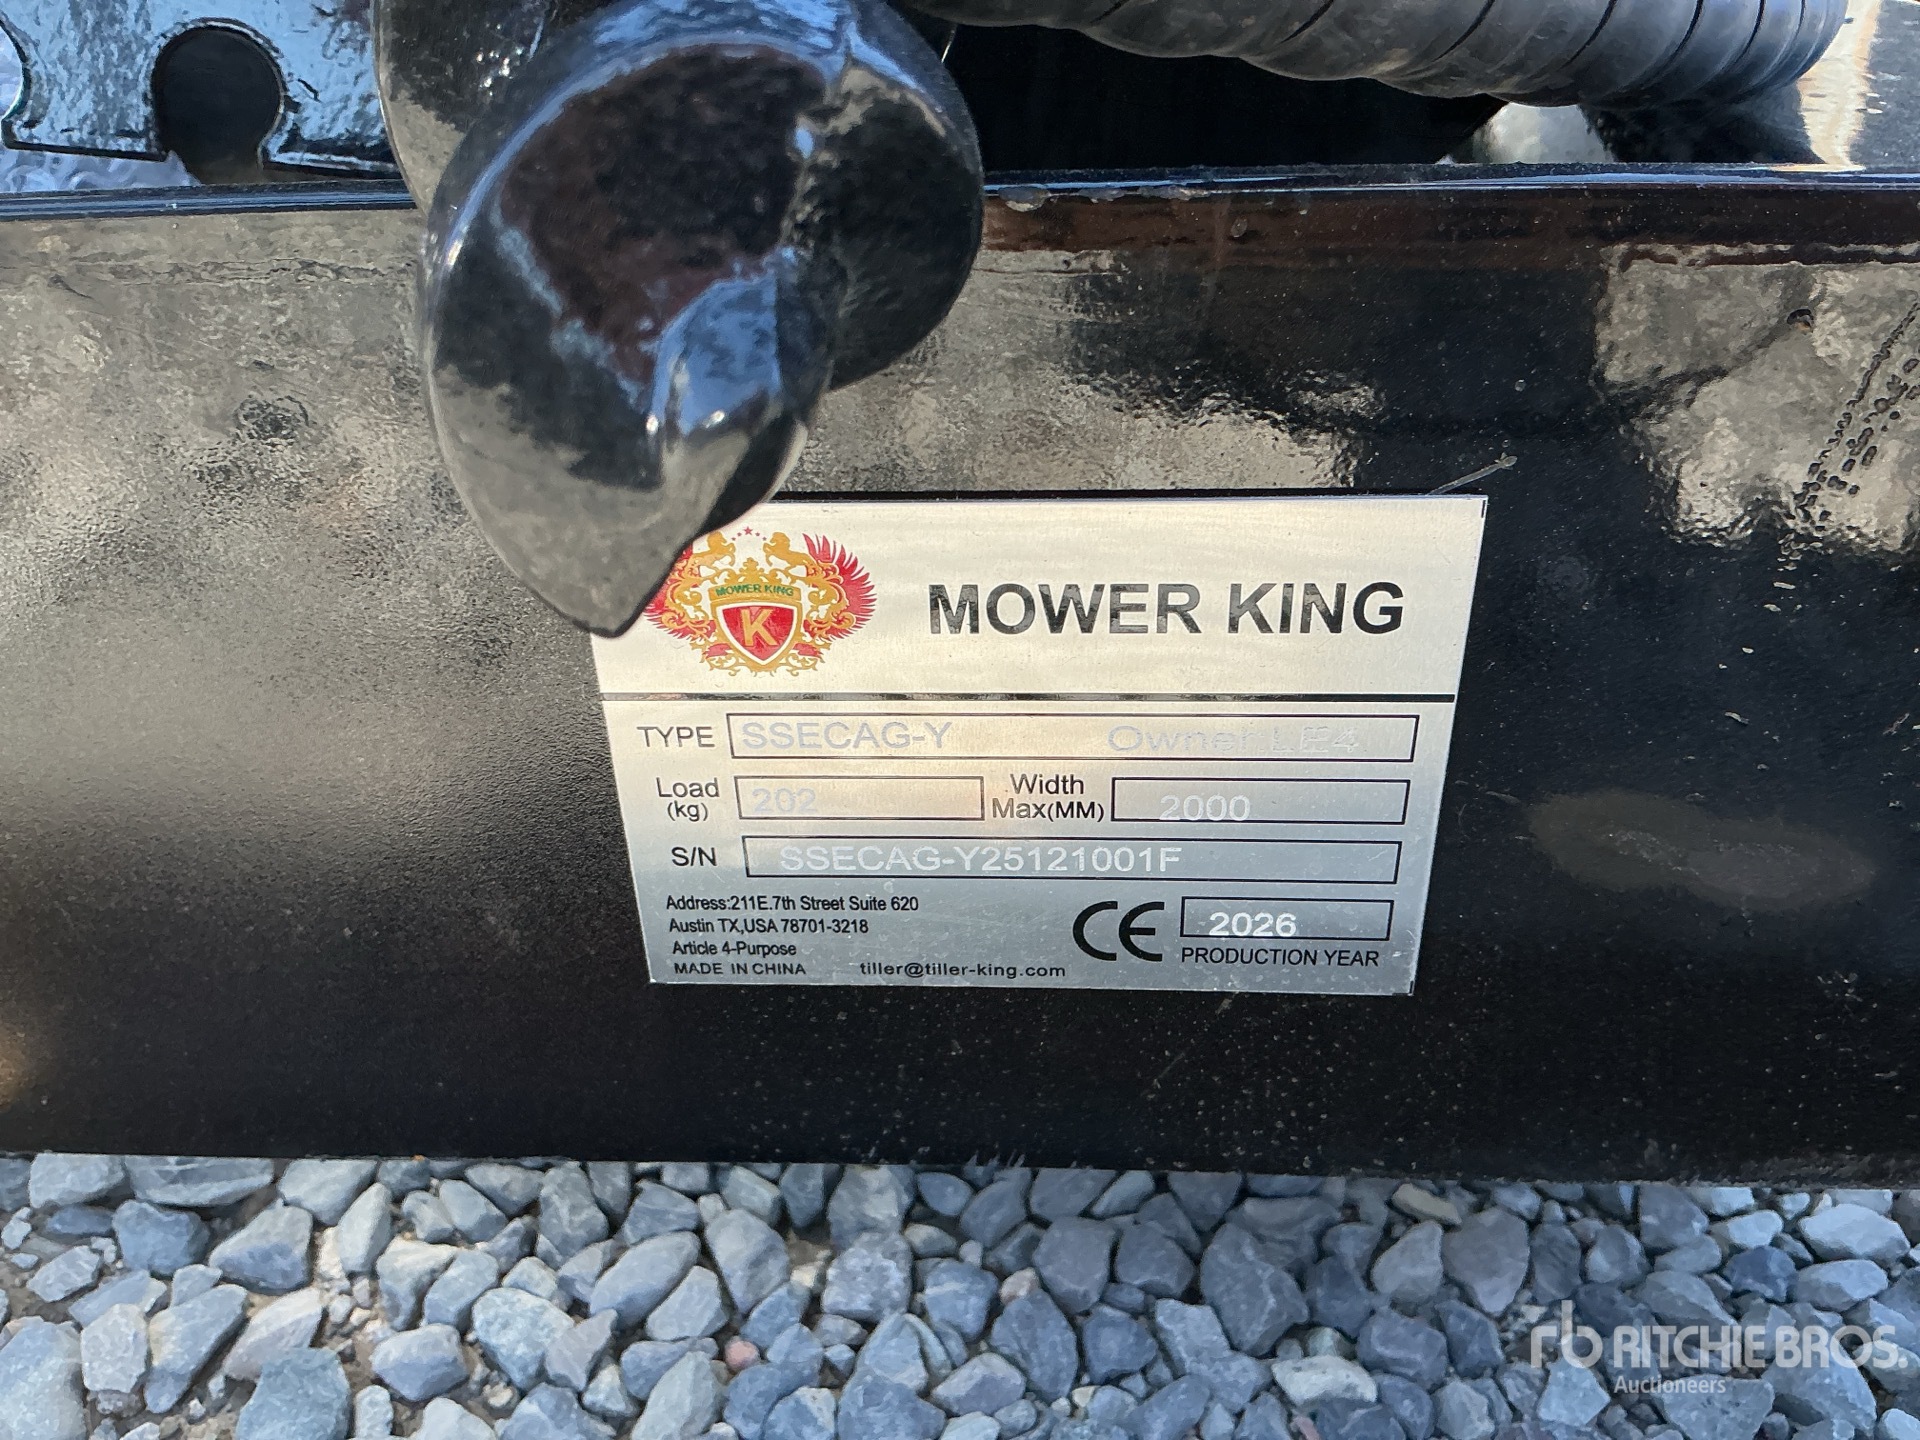 MOWER KING
K
MOWER KING
TYPE SSECAG-Y Owner:LE4
Load (kg) 202 Width Max(MM) 2000
S/N SSECAG-Y25121001F
Address:211E.7th Street Suite 620
Austin TX,USA 78701-3218
Article 4-Purpose
MADE IN CHINA tiller@tiller-king.com
CE 2026
PRODUCTION YEAR
rb RITCHIE BROS.
Auctioneers